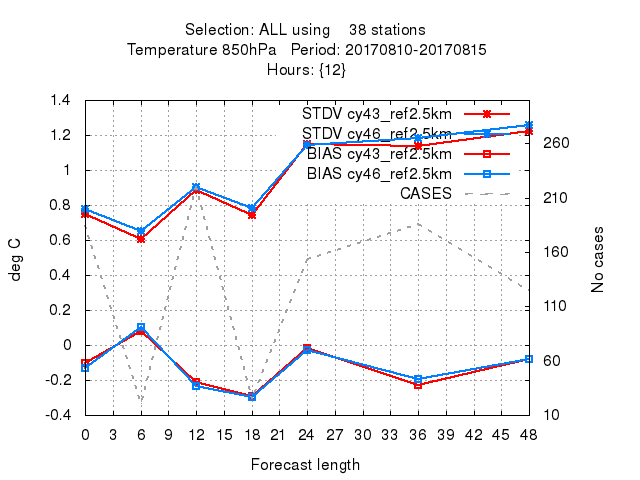 Selection: ALL using 38 stations
Temperature 850hPa Period: 20170810-20170815
Hours: {12}
STDV cy43_ref2.5km
STDV cy46_ref2.5km
BIAS cy43_ref2.5km
BIAS cy46_ref2.5km
CASES
1.4
1.2
1
0.8
0.6
0.4
0.2
0
-0.2
-0.4
deg C
260
210
160
110
60
10
No cases
0 3 6 9 12 15 18 21 24 27 30 33 36 39 42 45 48
Forecast length